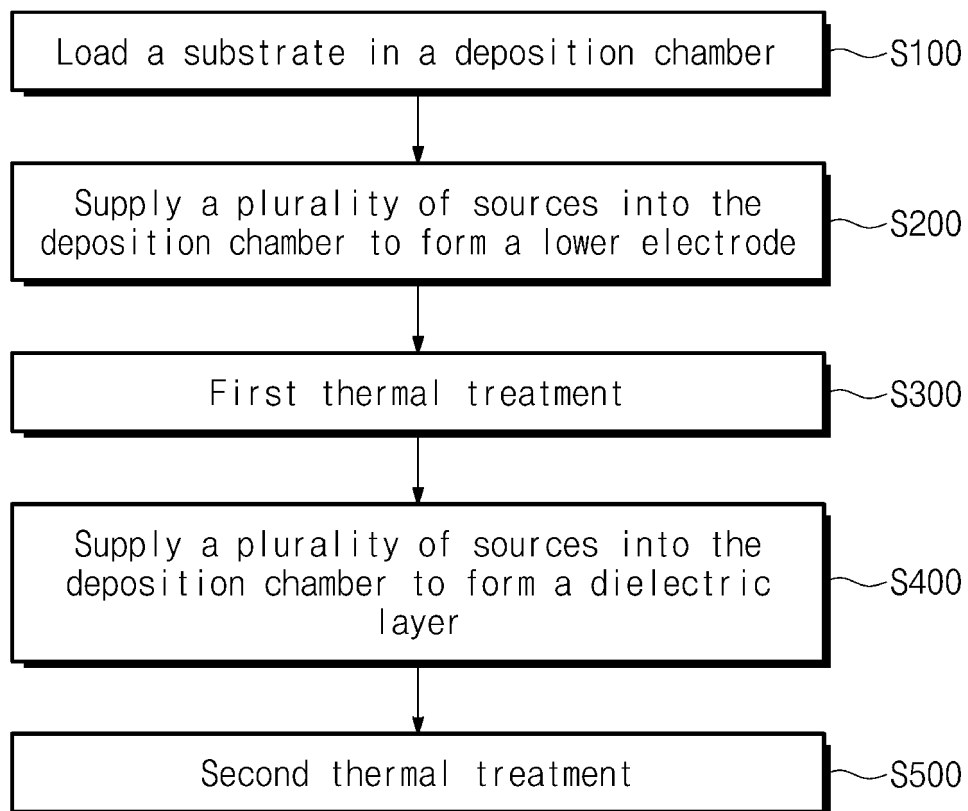 Load a substrate in a deposition chamber
S100
Supply a plurality of sources into the
deposition chamber to form a lower electrode
S200
First thermal treatment
S300
Supply a plurality of sources into the
deposition chamber to form a dielectric
layer
S400
Second thermal treatment
S500